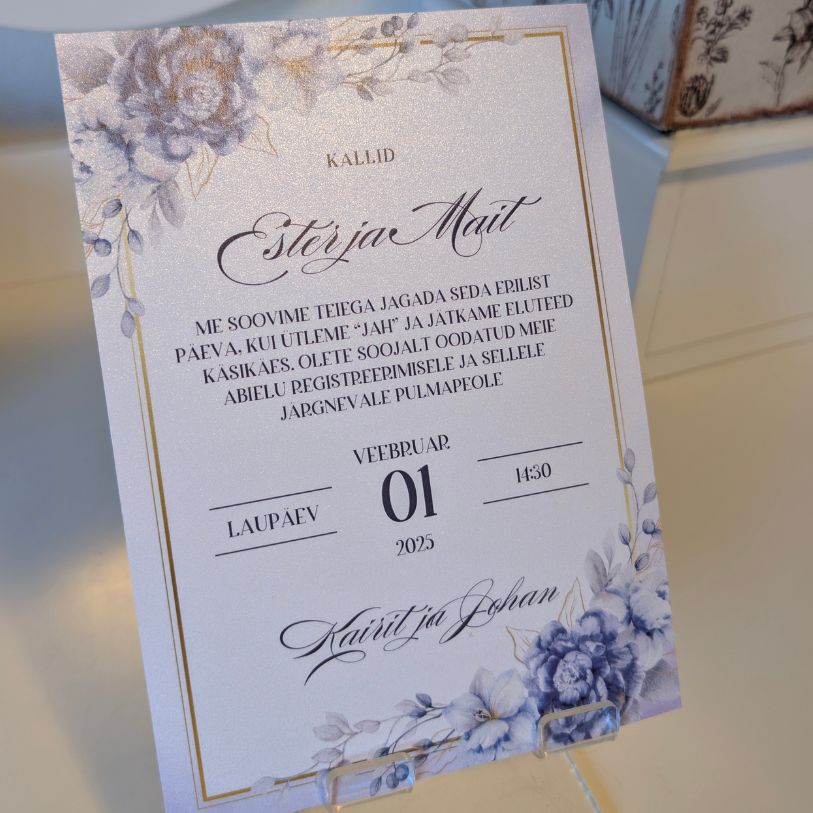 KALLID
Ester ja Mait
ME SOOVIME TEIEGA JAGADA SEDA ERILIST
PÄEVA, KUI ÜTLEME “JAH” JA JÄTKAME ELUTEED
KÄSIKÄES. OLETE SOOJALT OODATUD MEIE
ABIELU REGISTREERIMISELE JA SELLELE
JÄRGNEVALE PULMAPEOLE
VEEBRUAR
LAUPÄEV 01 14:30
2025
Kairit ja Johan